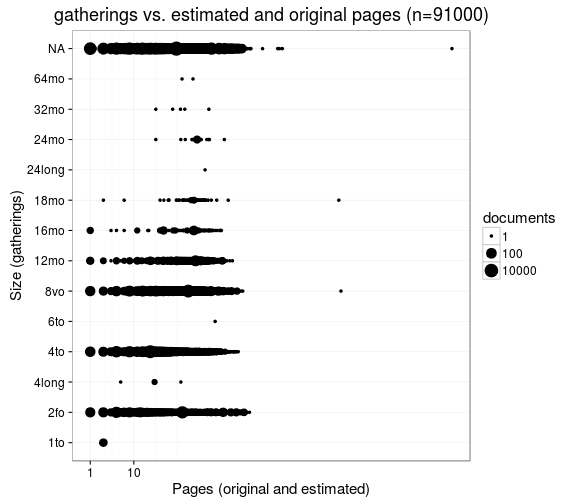 gatherings vs. estimated and original pages (n=91000)
NA
64mo
32mo
24mo
24long
18mo
16mo
12mo
8vo
6to
4to
4long
2fo
1to
Size (gatherings)
1 10
Pages (original and estimated)
documents
1
100
10000